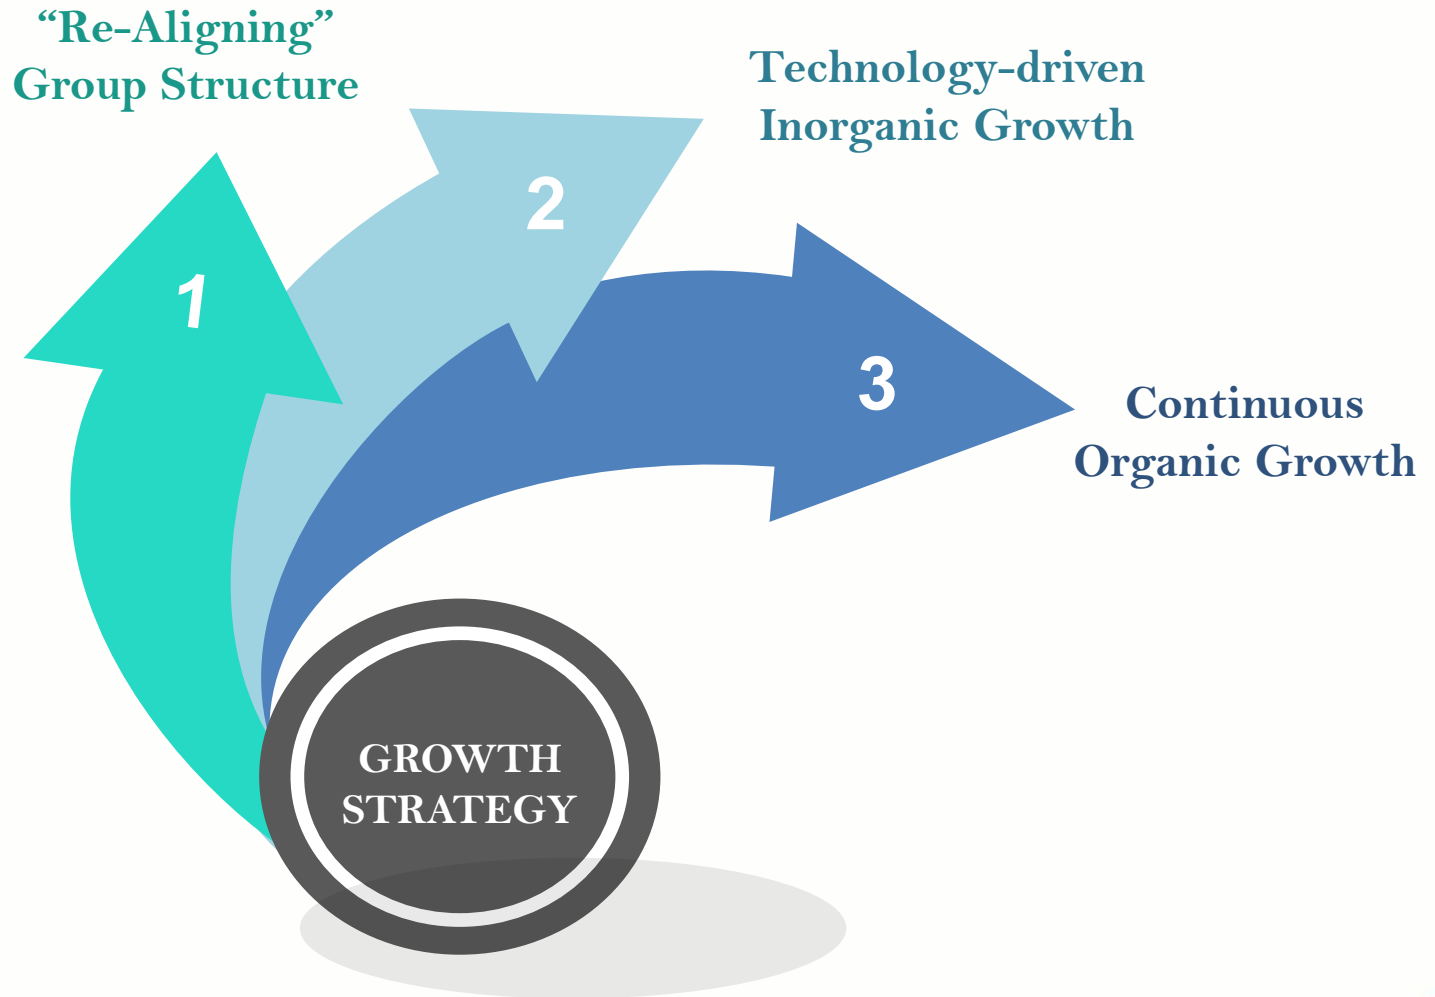 “Re-Aligning”
Group Structure
Technology-driven
Inorganic Growth
1
2
3
Continuous
Organic Growth
GROWTH
STRATEGY